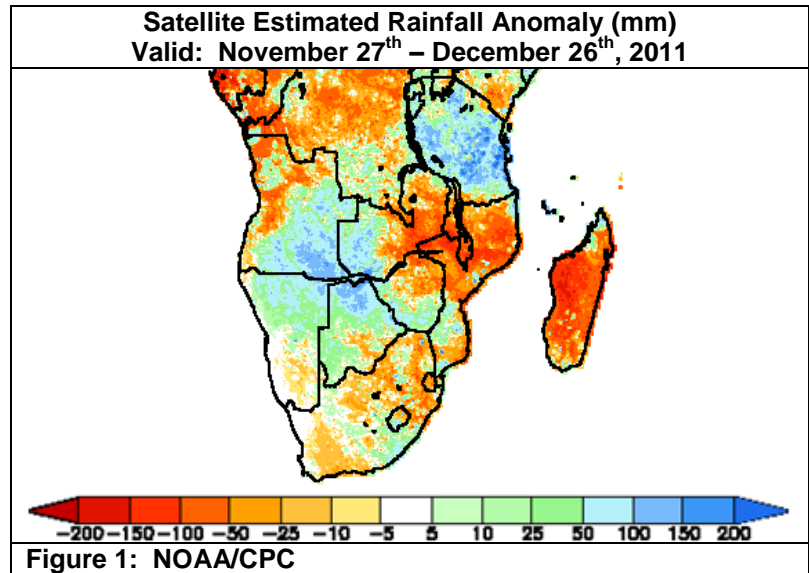 Satellite Estimated Rainfall Anomaly (mm)
Valid: November 27th – December 26th, 2011
-200 -150 -100 -50 -25 -10 -5 5 10 25 50 100 150 200
Figure 1: NOAA/CPC